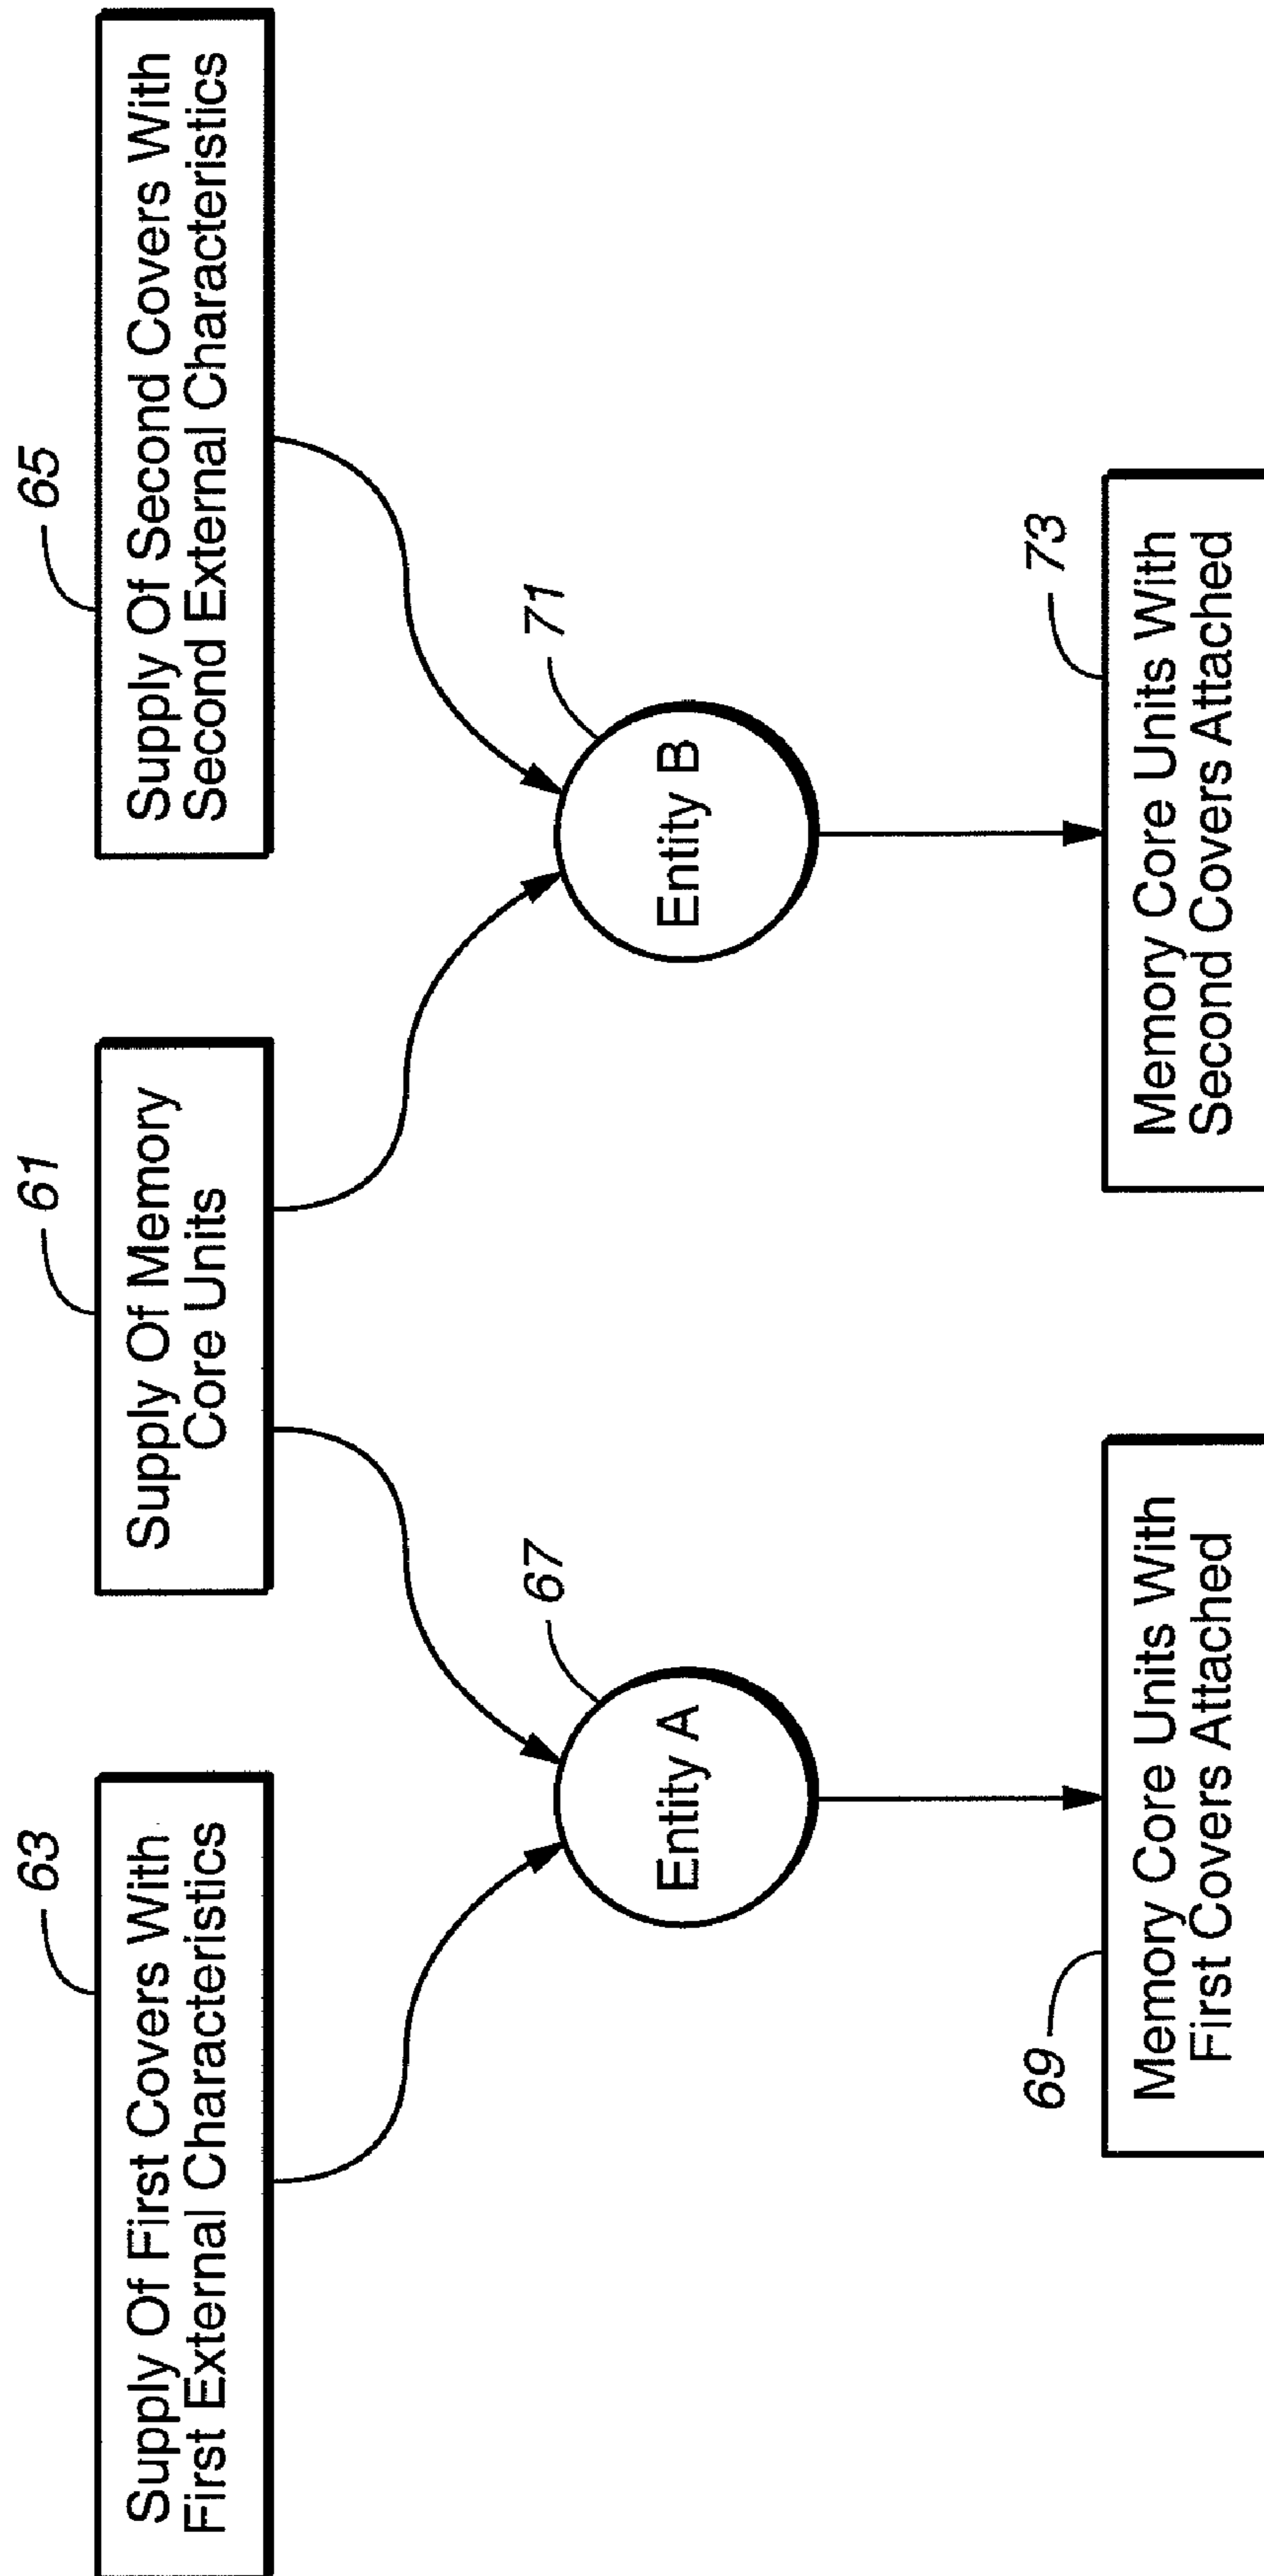 63
Supply Of First Covers With
First External Characteristics
61
Supply Of Memory
Core Units
65
Supply Of Second Covers With
Second External Characteristics
67
Entity A
71
Entity B
69
Memory Core Units With
First Covers Attached
73
Memory Core Units With
Second Covers Attached